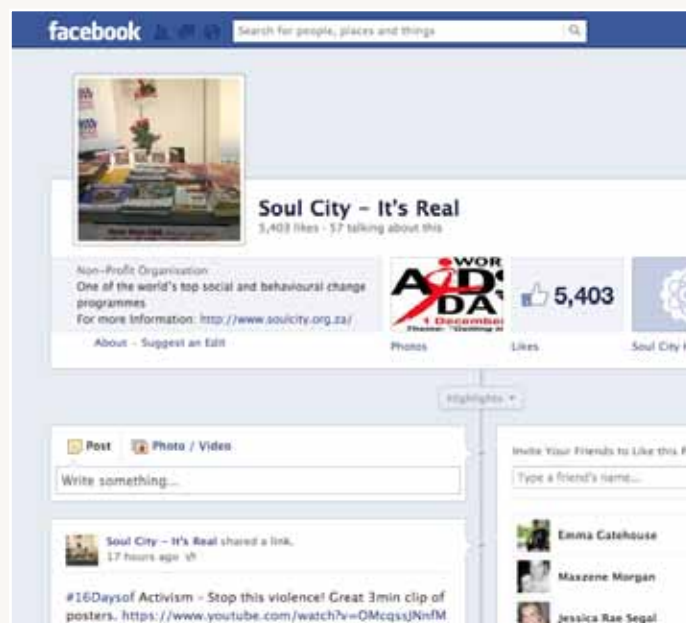 facebook
Search for people, places and things
Soul City – It's Real
5,403 likes · 57 talking about this
Non-Profit Organisation
One of the world's top social and behavioural change
programmes
For more Information: http://www.soulcity.org.za/
About – Suggest an Edit
WOR
AIDS
DA
1 December
Photos
5,403
Likes
Soul City
Highlights
Post
Photo / Video
Write something...
Invite Your Friends to Like this P
Type a friend's name...
Soul City – It's Real shared a link.
17 hours ago
#16Daysof Activism – Stop this violence! Great 3min clip of
posters. https://www.youtube.com/watch?v=OMcqssJNnfM
Emma Gatehouse
Maxzene Morgan
Jessica Rae Segal